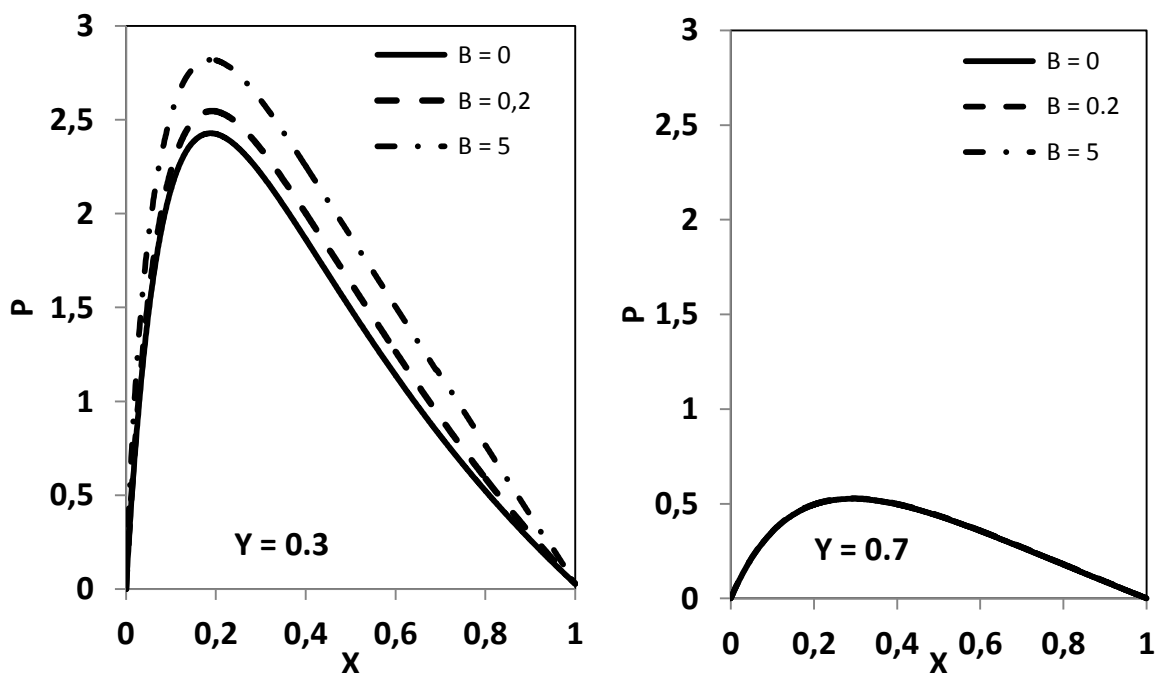 3
2,5
2
1,5
1
0,5
0
P
B = 0
B = 0,2
B = 5
Y = 0.3
0 0,2 0,4 0,6 0,8 1
X
3
2,5
2
1,5
1
0,5
0
P
B = 0
B = 0.2
B = 5
Y = 0.7
0 0,2 0,4 0,6 0,8 1
X